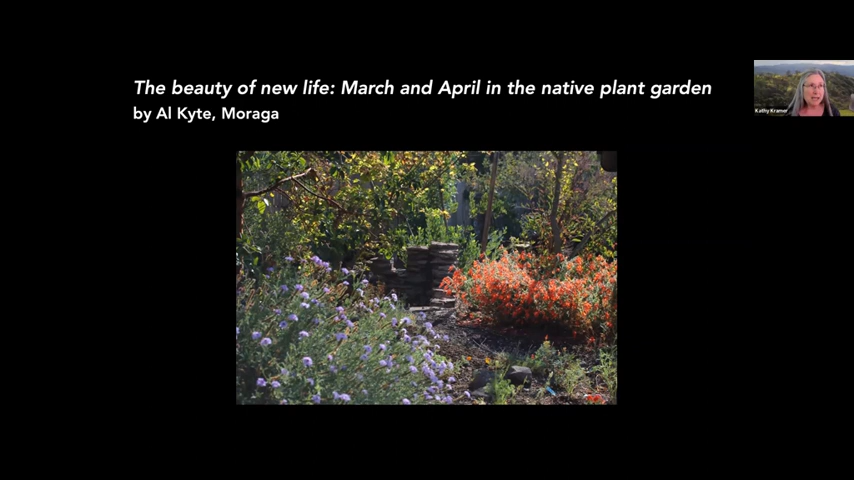 The beauty of new life: March and April in the native plant garden
by Al Kyte, Moraga
Kathy Kramer